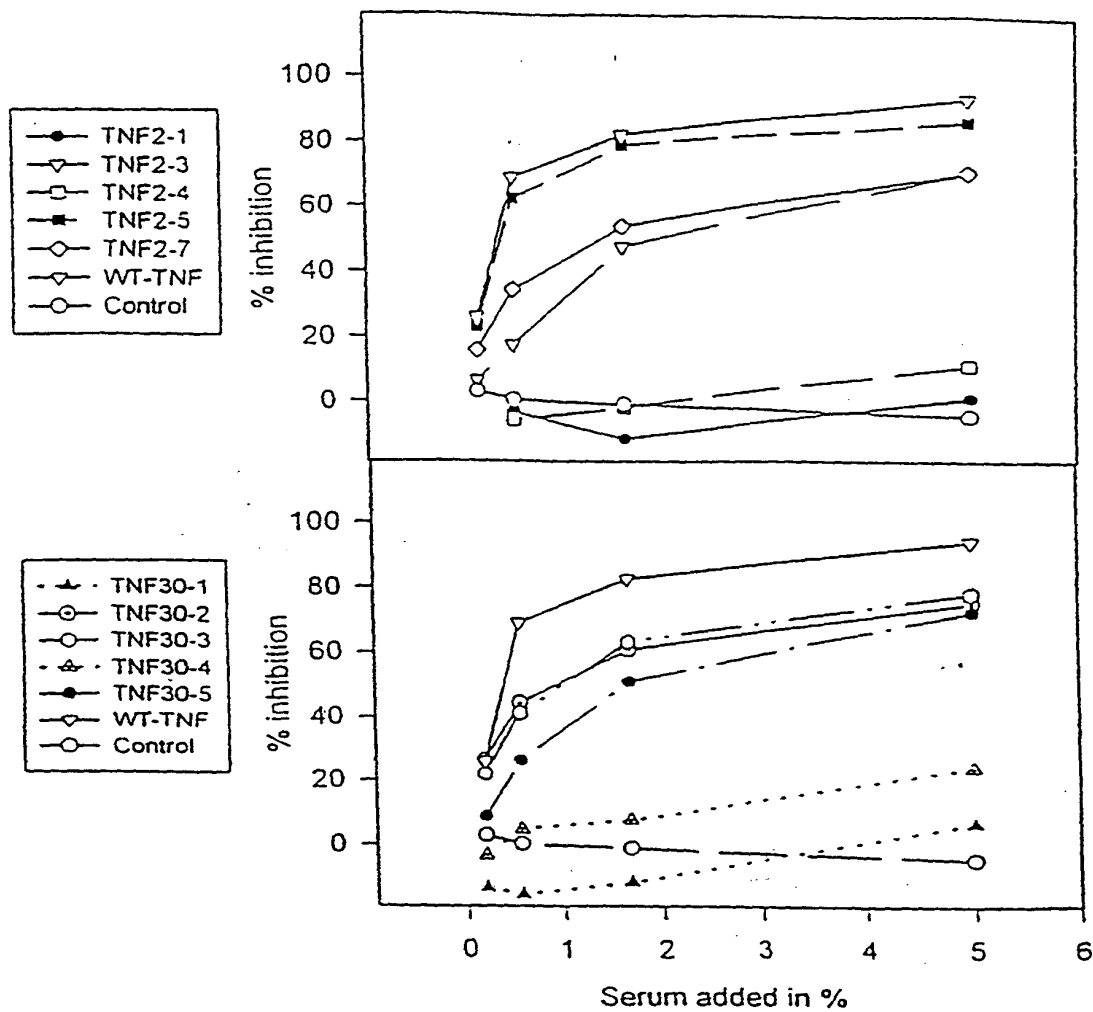 TNF2-1
TNF2-3
TNF2-4
TNF2-5
TNF2-7
WT-TNF
Control
% inhibition
100
80
60
40
20
0
TNF30-1
TNF30-2
TNF30-3
TNF30-4
TNF30-5
WT-TNF
Control
% inhibition
100
80
60
40
20
0
0 1 2 3 4 5 6
Serum added in %